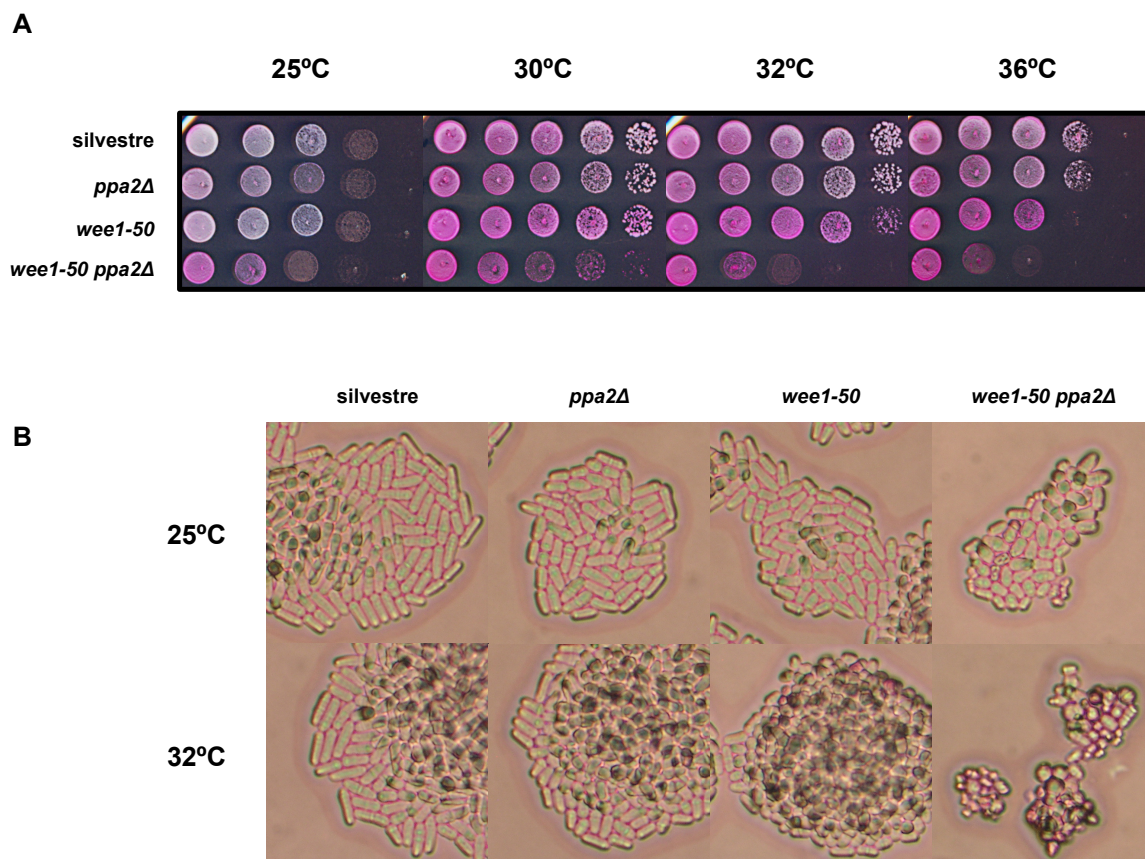 A
25ºC 30ºC 32ºC 36ºC
silvestre
ppa2Δ
wee1-50
wee1-50 ppa2Δ
silvestre ppa2Δ wee1-50 wee1-50 ppa2Δ
B
25ºC
32ºC